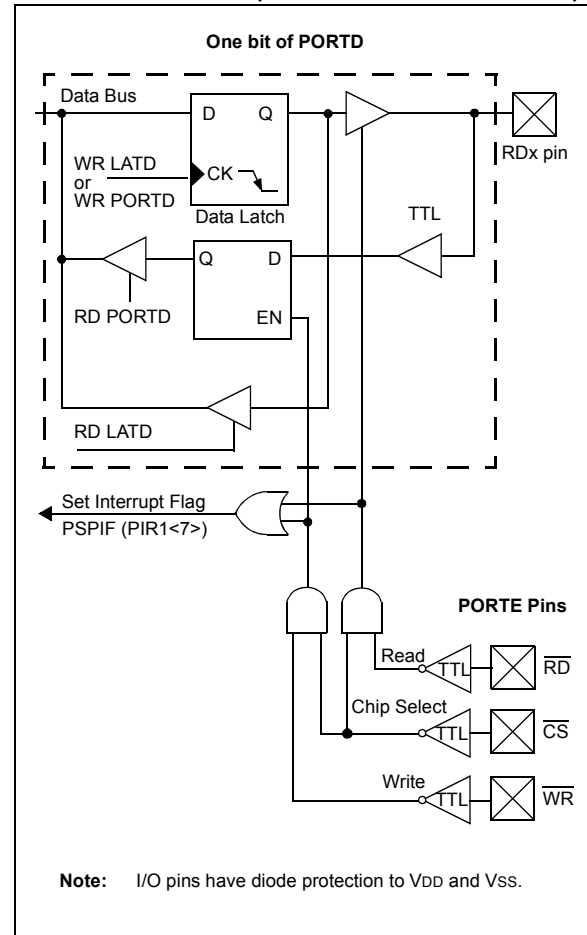 One bit of PORTD
Data Bus
D Q
RDx pin
WR LATD
or
WR PORTD
CK
Data Latch
TTL
Q D
RD PORTD
EN
RD LATD
Set Interrupt Flag
PSPIF (PIR1<7>)
PORTE Pins
Read
TTL
RD
Chip Select
TTL
CS
Write
TTL
WR
Note: I/O pins have diode protection to VDD and VSS.